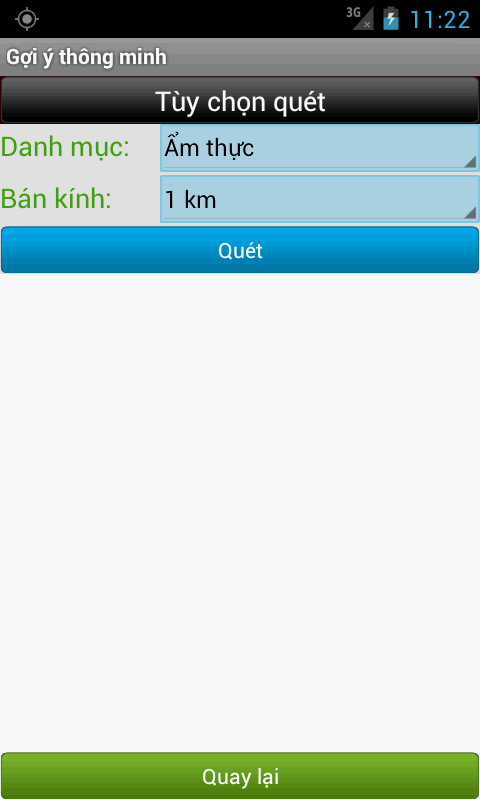 3G
11:22
Gợi ý thông minh
Tùy chọn quét
Danh mục:
Ẩm thực
Bán kính:
1 km
Quét
Quay lại